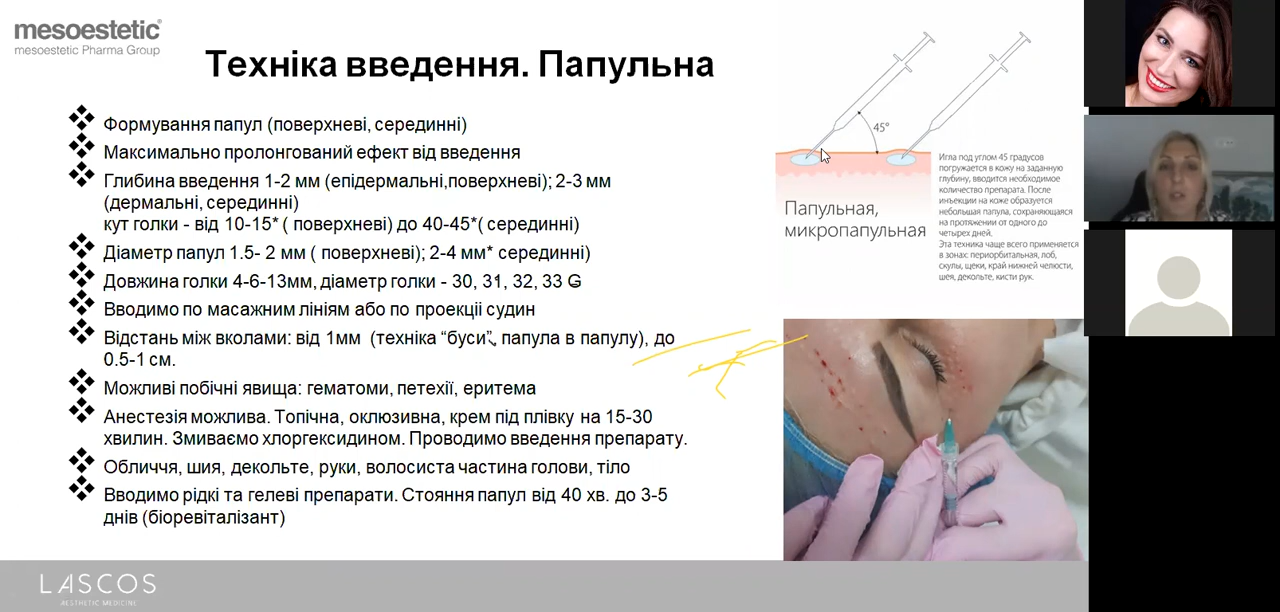 mesoestetic®
mesoestetic Pharma Group
Техніка введення. Папульна
Формування папул (поверхневі, серединні)
Максимально пролонгований ефект від введення
Глибина введення 1-2 мм (епідермальні,поверхневі); 2-3 мм
(дермальні, серединні)
кут голки - від 10-15* ( поверхневі) до 40-45*( серединні)
Діаметр папул 1.5- 2 мм ( поверхневі); 2-4 мм* серединні)
Довжина голки 4-6-13мм, діаметр голки - 30, 31, 32, 33 G
Вводимо по масажним лініям або по проекції судин
Відстань між вколами: від 1мм (техніка “буси”, папула в папулу), до
0.5-1 см.
Можливі побічні явища: гематоми, петехії, еритема
Анестезія можлива. Топічна, оклюзивна, крем під плівку на 15-30
хвилин. Змиваємо хлоргексидином. Проводимо введення препарату.
Обличчя, шия, декольте, руки, волосиста частина голови, тіло
Вводимо рідкі та гелеві препарати. Стояння папул від 40 хв. до 3-5
днів (біоревіталізант)
45°
Папульная,
микропапульная
Игла под углом 45 градусов
погружается в кожу на заданную
глубину, вводится необходимое
количество препарата. После
инъекции на коже образуется
небольшая папула, сохраняющаяся
на протяжении от одного до
четырех дней.
Эта техника чаще всего применяется
в зонах: периорбитальная, лоб,
скулы, щеки, край нижней челюсти,
шея, декольте, кисти рук.
LASCOS
AESTHETIC MEDICINE